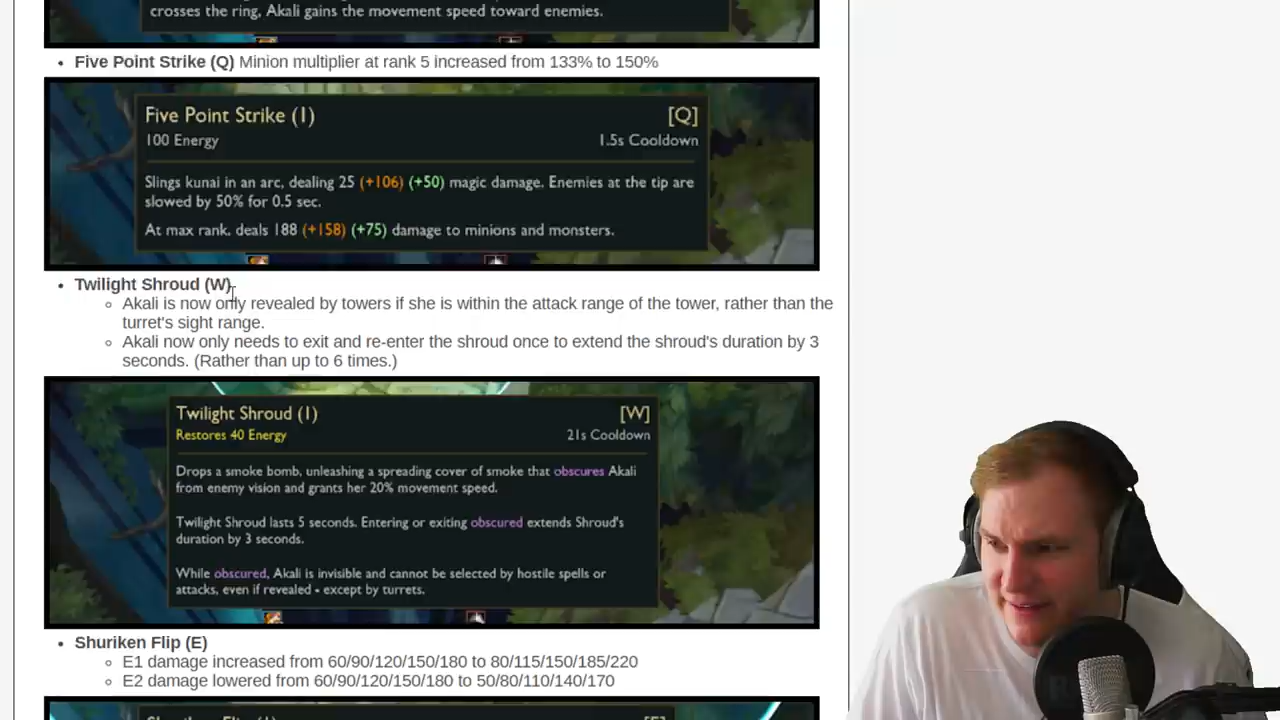 crosses the ring, Akali gains the movement speed toward enemies.
Five Point Strike (Q) Minion multiplier at rank 5 increased from 133% to 150%
Five Point Strike (1) [Q]
100 Energy 1.5s Cooldown
Slings kunai in an arc, dealing 25 (+106) (+50) magic damage. Enemies at the tip are
slowed by 50% for 0.5 sec.
At max rank, deals 188 (+158) (+75) damage to minions and monsters.
Twilight Shroud (W)
Akali is now only revealed by towers if she is within the attack range of the tower, rather than the
turret's sight range.
Akali now only needs to exit and re-enter the shroud once to extend the shroud's duration by 3
seconds. (Rather than up to 6 times.)
Twilight Shroud (1) [W]
Restores 40 Energy 21s Cooldown
Drops a smoke bomb, unleashing a spreading cover of smoke that obscures Akali
from enemy vision and grants her 20% movement speed.
Twilight Shroud lasts 5 seconds. Entering or exiting obscured extends Shroud's
duration by 3 seconds.
While obscured, Akali is invisible and cannot be selected by hostile spells or
attacks, even if revealed - except by turrets.
Shuriken Flip (E)
E1 damage increased from 60/90/120/150/180 to 80/115/150/185/220
E2 damage lowered from 60/90/120/150/180 to 50/80/110/140/170